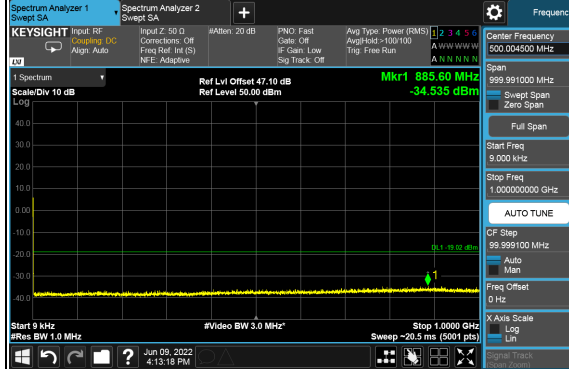 Spectrum Analyzer 1
Swept SA
Spectrum Analyzer 2
Swept SA
+
Frequenc
KEYSIGHT
Input: RF
Coupling: DC
Align: Auto
Input Z: 50 Ω
Corrections: Off
Freq Ref: Int (S)
NFE: Adaptive
#Atten: 20 dB
PNO: Fast
Gate: Off
IF Gain: Low
Sig Track: Off
Avg Type: Power (RMS)
Avg|Hold:>100/100
Trig: Free Run
1 2 3 4 5 6
A W W W W W
A N N N N N
LXI
1 Spectrum
Scale/Div 10 dB
Log
Ref Lvl Offset 47.10 dB
Ref Level 50.00 dBm
Mkr1 885.60 MHz
-34.535 dBm
40.0
30.0
20.0
10.0
0.00
-10.0
-20.0
-30.0
-40.0
DL1 -19.02 dBm
1
Start 9 kHz
#Res BW 1.0 MHz
#Video BW 3.0 MHz*
Stop 1.0000 GHz
Sweep ~20.5 ms (5001 pts)
Center Frequency
500.004500 MHz
Span
999.991000 MHz
Swept Span
Zero Span
Full Span
Start Freq
9.000 kHz
Stop Freq
1.000000000 GHz
AUTO TUNE
CF Step
99.999100 MHz
Auto
Man
Freq Offset
0 Hz
X Axis Scale
Log
Lin
Signal Track
(Span Zoom)
?
Jun 09, 2022
4:13:18 PM